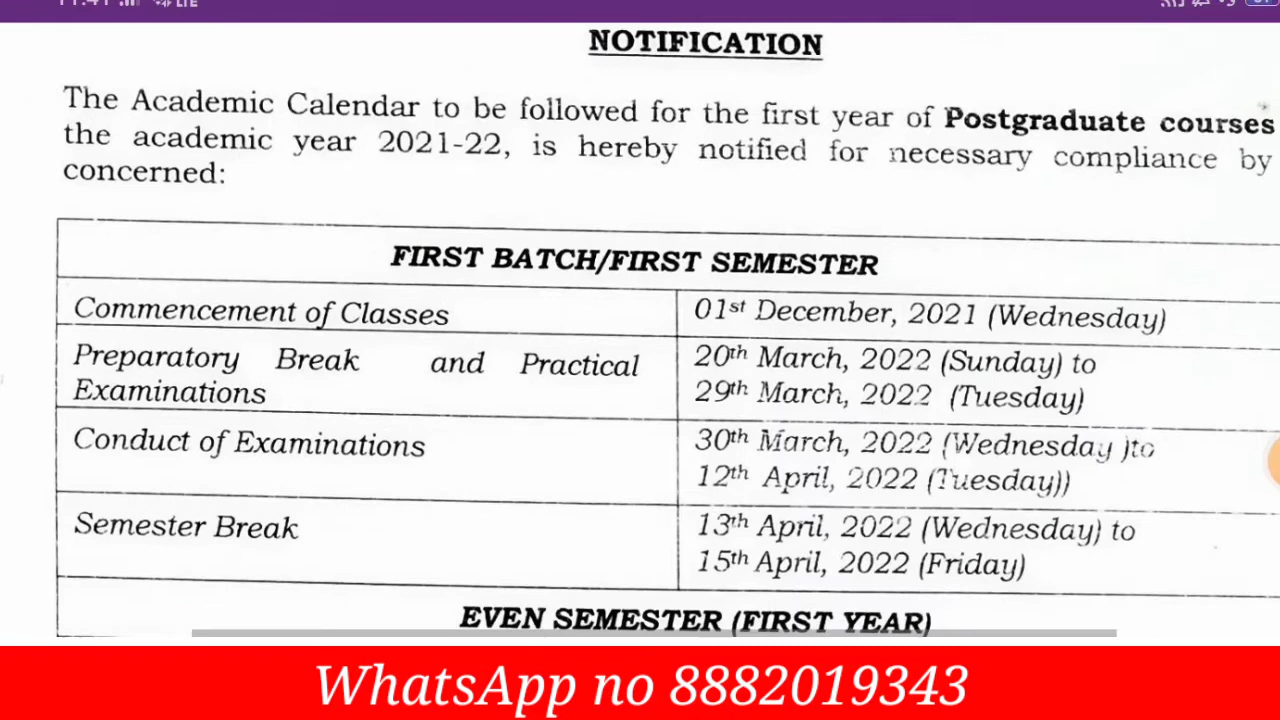 NOTIFICATION
The Academic Calendar to be followed for the first year of Postgraduate courses
the academic year 2021-22, is hereby notified for necessary compliance by
concerned:
FIRST BATCH/FIRST SEMESTER
Commencement of Classes 01st December, 2021 (Wednesday)
Preparatory Break and Practical
Examinations
20th March, 2022 (Sunday) to
29th March, 2022 (Tuesday)
Conduct of Examinations
30th March, 2022 (Wednesday )to
12th April, 2022 (Tuesday))
Semester Break
13th April, 2022 (Wednesday) to
15th April, 2022 (Friday)
EVEN SEMESTER (FIRST YEAR)
WhatsApp no 8882019343